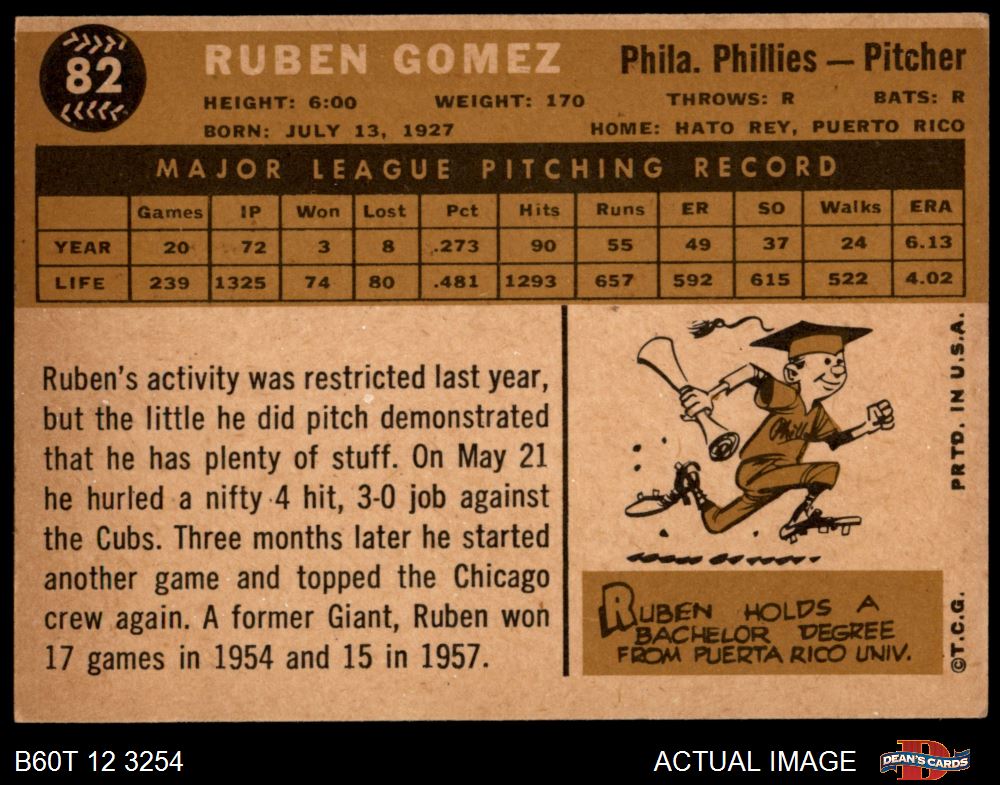 82
RUBEN GOMEZ
Phila. Phillies — Pitcher
HEIGHT: 6:00 WEIGHT: 170 THROWS: R BATS: R
BORN: JULY 13, 1927 HOME: HATO REY, PUERTO RICO
MAJOR LEAGUE PITCHING RECORD
Games IP Won Lost Pct Hits Runs ER SO Walks ERA
YEAR 20 72 3 8 .273 90 55 49 37 24 6.13
LIFE 239 1325 74 80 .481 1293 657 592 615 522 4.02
Ruben's activity was restricted last year,
but the little he did pitch demonstrated
that he has plenty of stuff. On May 21
he hurled a nifty 4 hit, 3-0 job against
the Cubs. Three months later he started
another game and topped the Chicago
crew again. A former Giant, Ruben won
17 games in 1954 and 15 in 1957.
Phill
RUBEN HOLDS A
BACHELOR DEGREE
FROM PUERTA RICO UNIV.
©T.C.G. PRTD. IN U.S.A.
B60T 12 3254
ACTUAL IMAGE
DEAN'S CARDS